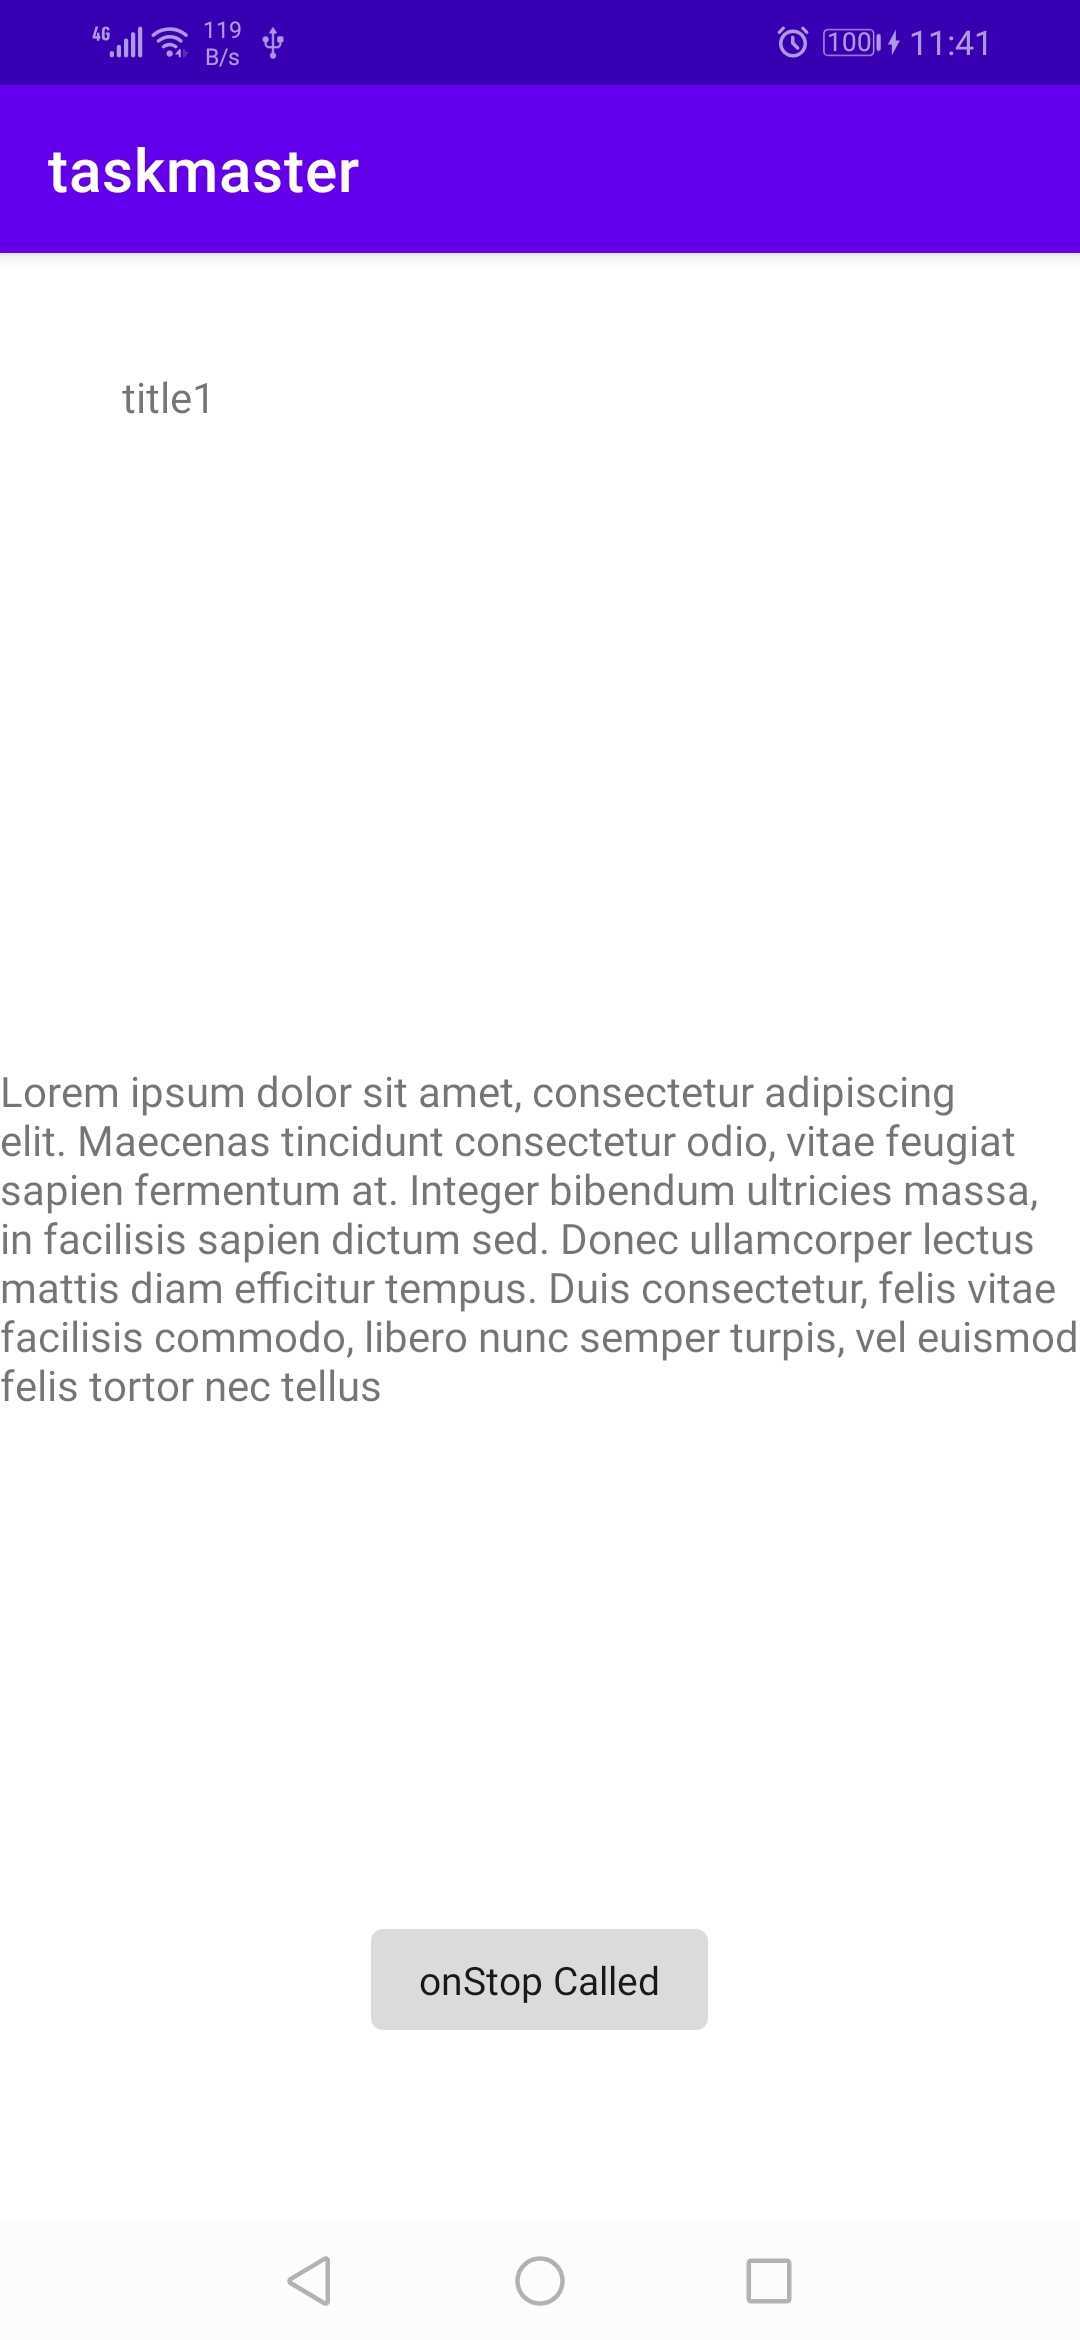 4G 119 B/s 100 11:41
taskmaster
title1
Lorem ipsum dolor sit amet, consectetur adipiscing
elit. Maecenas tincidunt consectetur odio, vitae feugiat
sapien fermentum at. Integer bibendum ultricies massa,
in facilisis sapien dictum sed. Donec ullamcorper lectus
mattis diam efficitur tempus. Duis consectetur, felis vitae
facilisis commodo, libero nunc semper turpis, vel euismod
felis tortor nec tellus
onStop Called